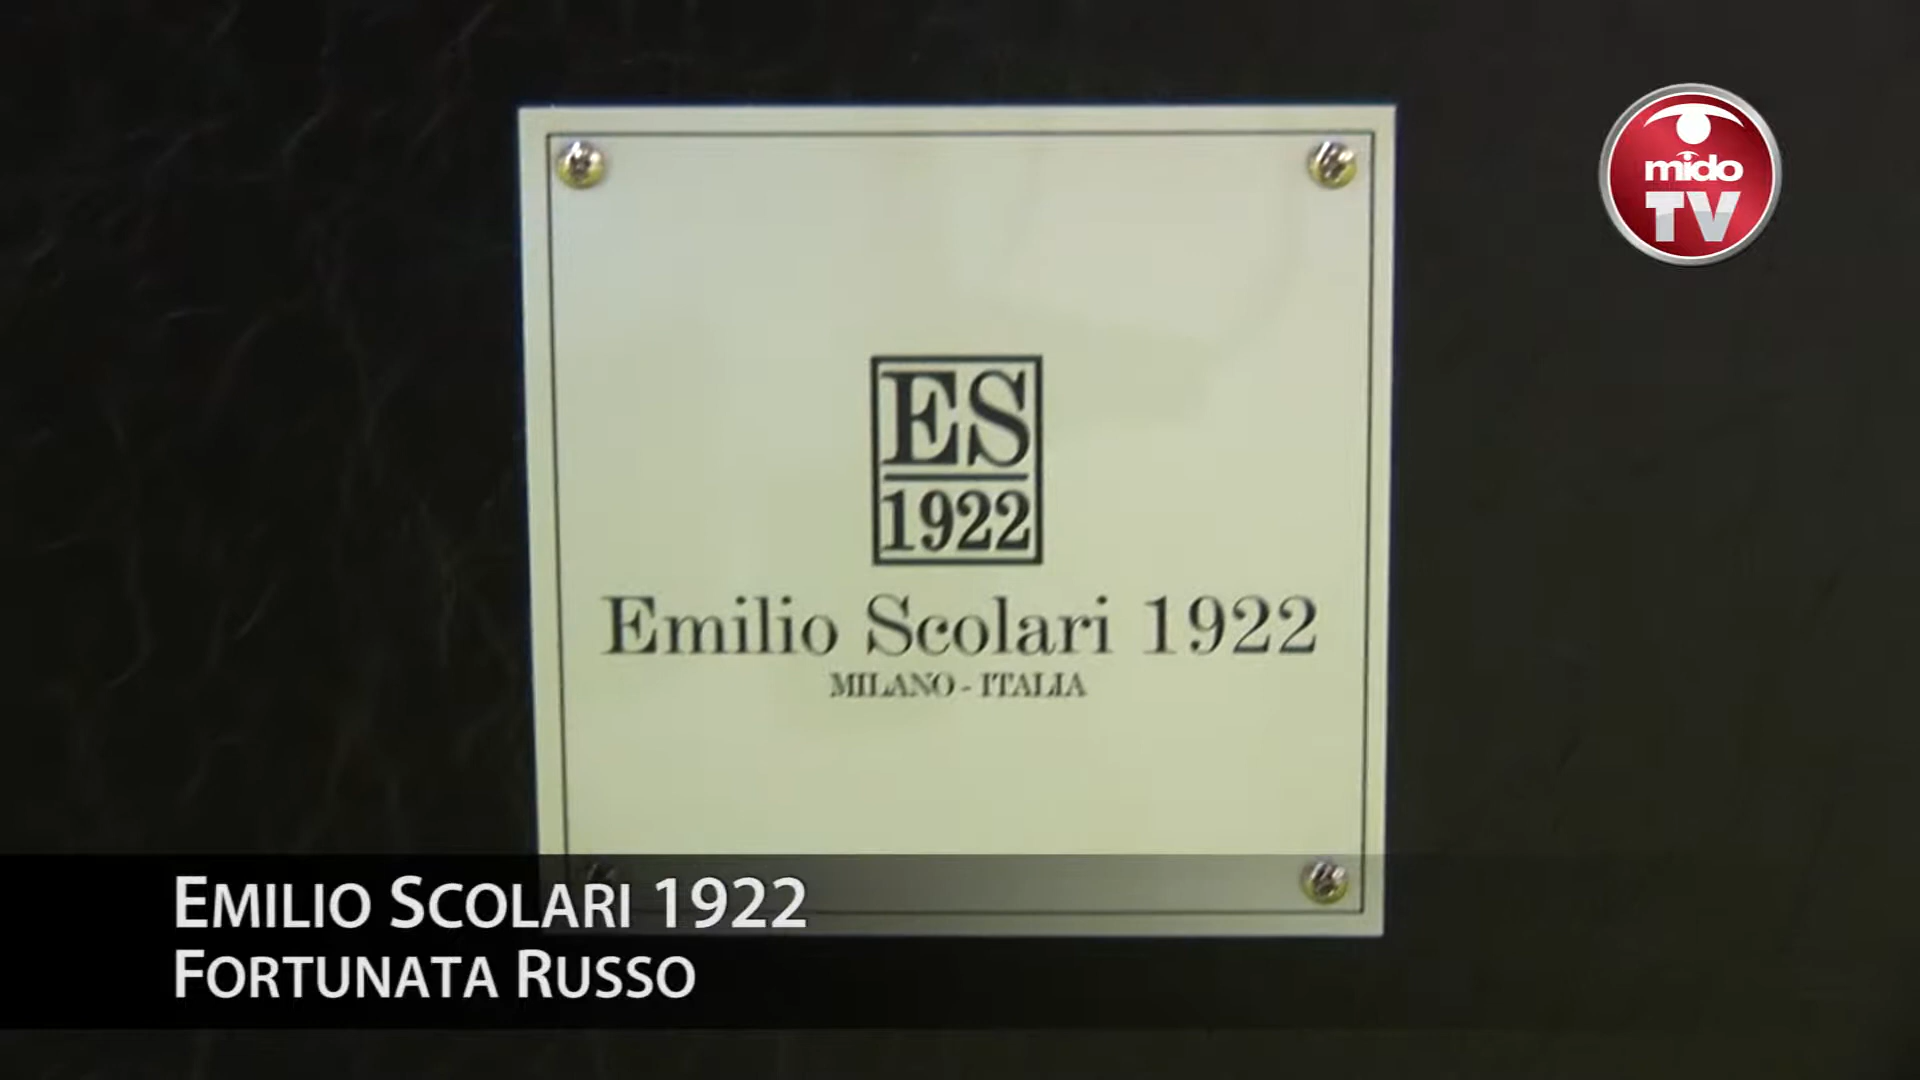 mido
TV
ES
1922
Emilio Scolari 1922
MILANO - ITALIA
EMILIO SCOLARI 1922
FORTUNATA RUSSO